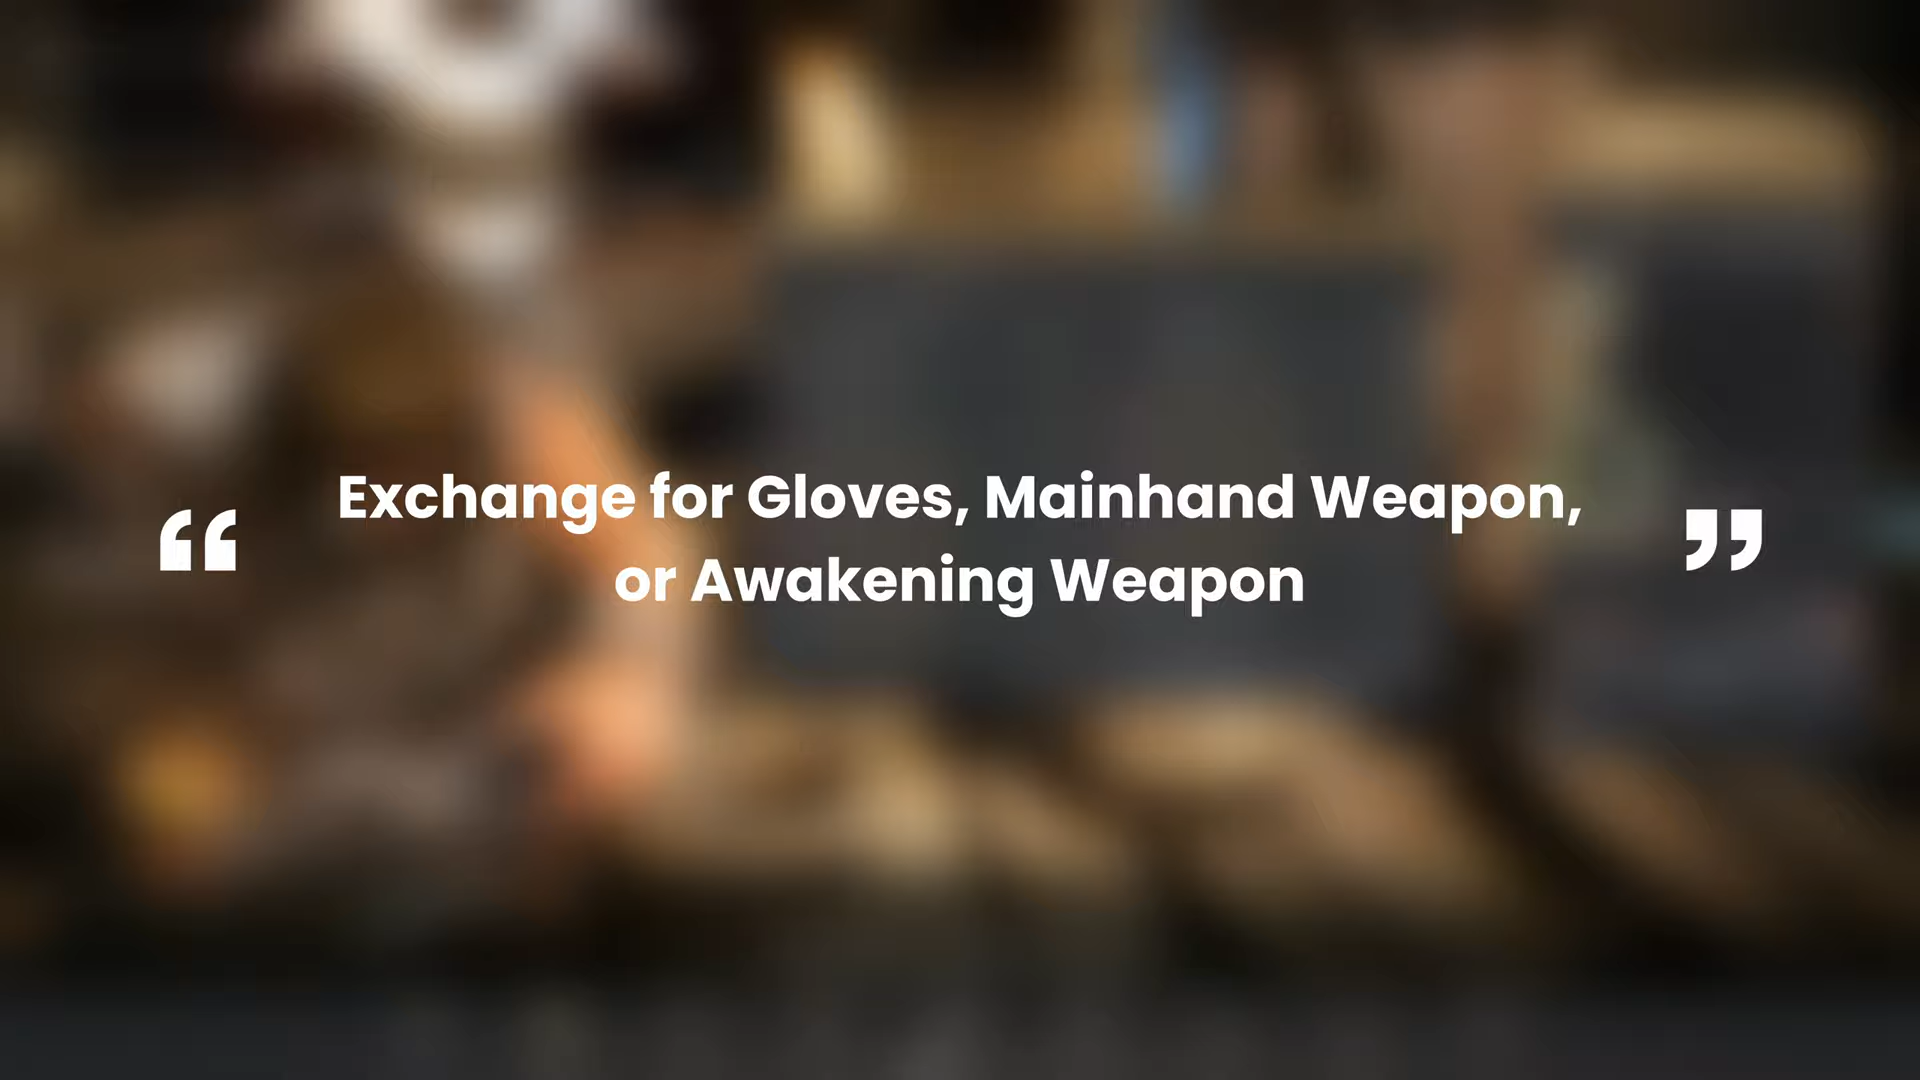 “ Exchange for Gloves, Mainhand Weapon, ”
or Awakening Weapon